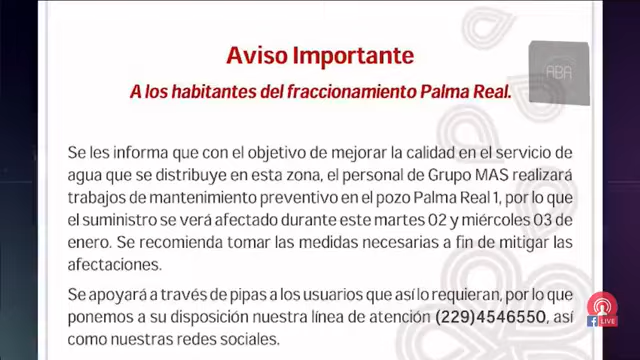 Aviso Importante
ABA
A los habitantes del fraccionamiento Palma Real.
Se les informa que con el objetivo de mejorar la calidad en el servicio de
agua que se distribuye en esta zona, el personal de Grupo MAS realizará
trabajos de mantenimiento preventivo en el pozo Palma Real 1, por lo que
el suministro se verá afectado durante este martes 02 y miércoles 03 de
enero. Se recomienda tomar las medidas necesarias a fin de mitigar las
afectaciones.
Se apoyará a través de pipas a los usuarios que así lo requieran, por lo que
ponemos a su disposición nuestra línea de atención (229)4546550, así
como nuestras redes sociales.
f LIVE